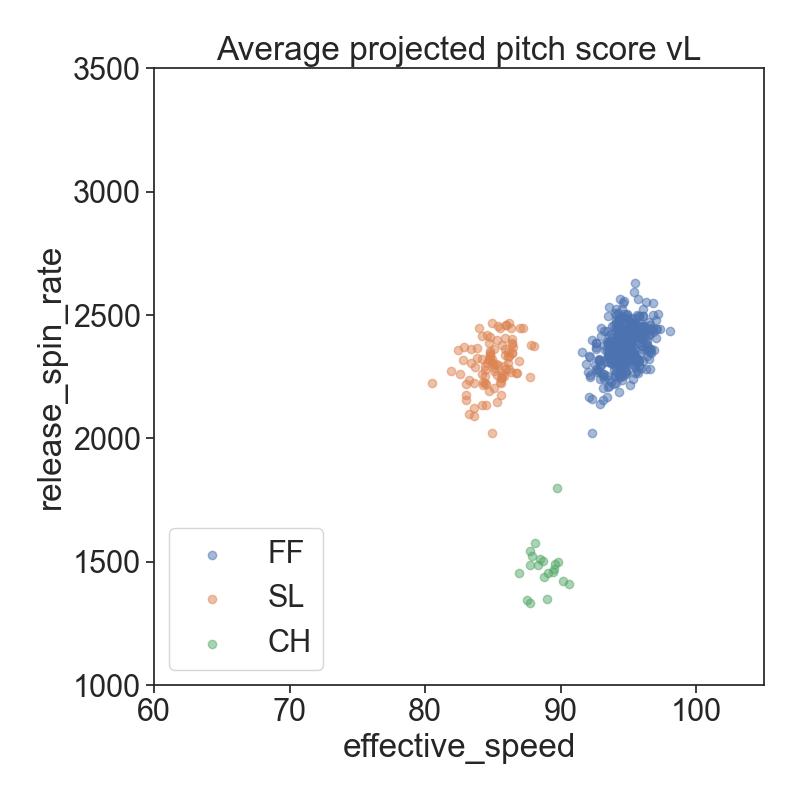 Average projected pitch score vL
3500
3000
2500
2000
1500
1000
release_spin_rate
FF
SL
CH
60 70 80 90 100
effective_speed